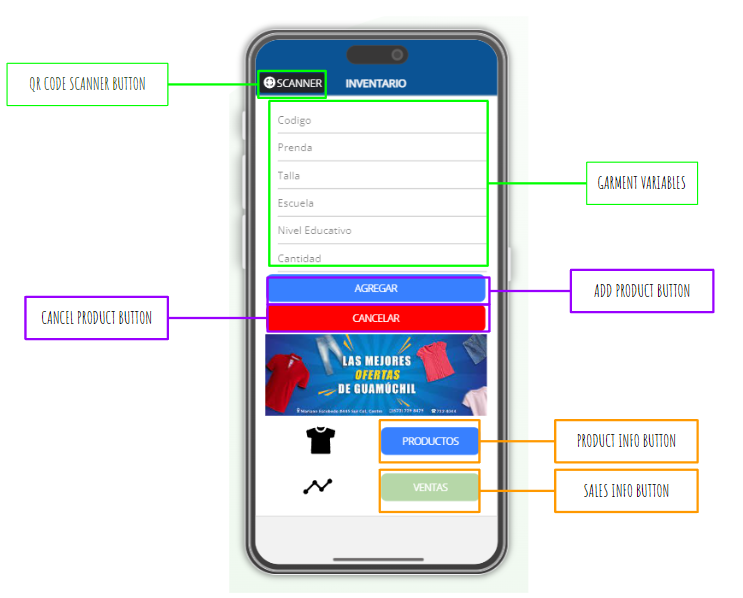 QR CODE SCANNER BUTTON
SCANNER
INVENTARIO
Codigo
Prenda
Talla
Escuela
Nivel Educativo
Cantidad
GARMENT VARIABLES
AGREGAR
ADD PRODUCT BUTTON
CANCELAR
CANCEL PRODUCT BUTTON
LAS MEJORES
OFERTAS
DE GUAMÚCHIL
PRODUCTOS
PRODUCT INFO BUTTON
VENTAS
SALES INFO BUTTON